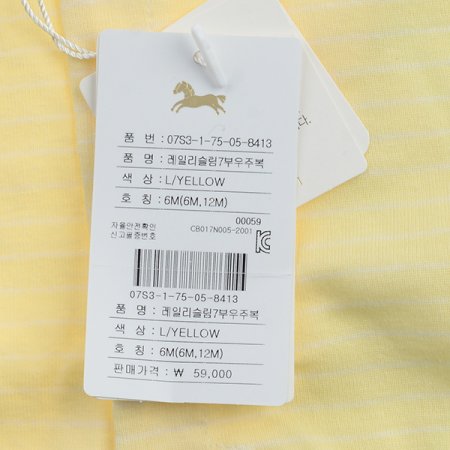 품 번 : 07S3-1-75-05-8413
품 명 : 레일리슬림7부우주복
색 상 : L/YELLOW
호 칭 : 6M(6M,12M)
00059
자율안전확인
신고필증번호
CB017N005-2001
07S3-1-75-05-8413
품 명 : 레일리슬림7부우주복
색 상 : L/YELLOW
호 칭 : 6M(6M,12M)
판매가격 : ₩ 59,000
다.